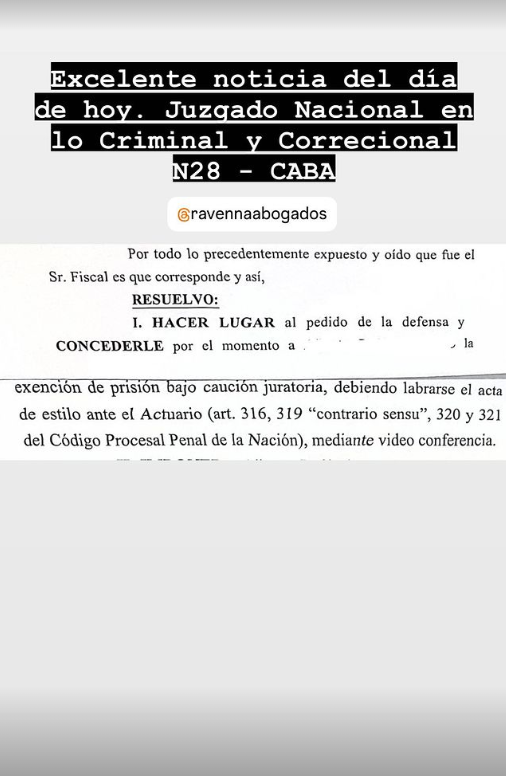 Excelente noticia del día
de hoy. Juzgado Nacional en
lo Criminal y Correcional
N28 - CABA
@ravennaabogados
Por todo lo precedentemente expuesto y oído que fue el
Sr. Fiscal es que corresponde y así,
RESUELVO:
I. HACER LUGAR al pedido de la defensa y
CONCEDERLE por el momento a la
exención de prisión bajo caución juratoria, debiendo labrarse el acta
de estilo ante el Actuario (art. 316, 319 “contrario sensu”, 320 y 321
del Código Procesal Penal de la Nación), mediante video conferencia.